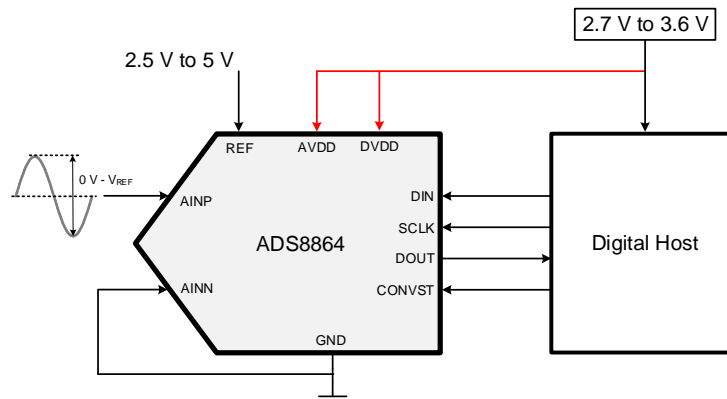 2.7 V to 3.6 V
2.5 V to 5 V
REF
AVDD
DVDD
0 V - VREF
AINP
DIN
SCLK
ADS8864
Digital Host
DOUT
AINN
CONVST
GND